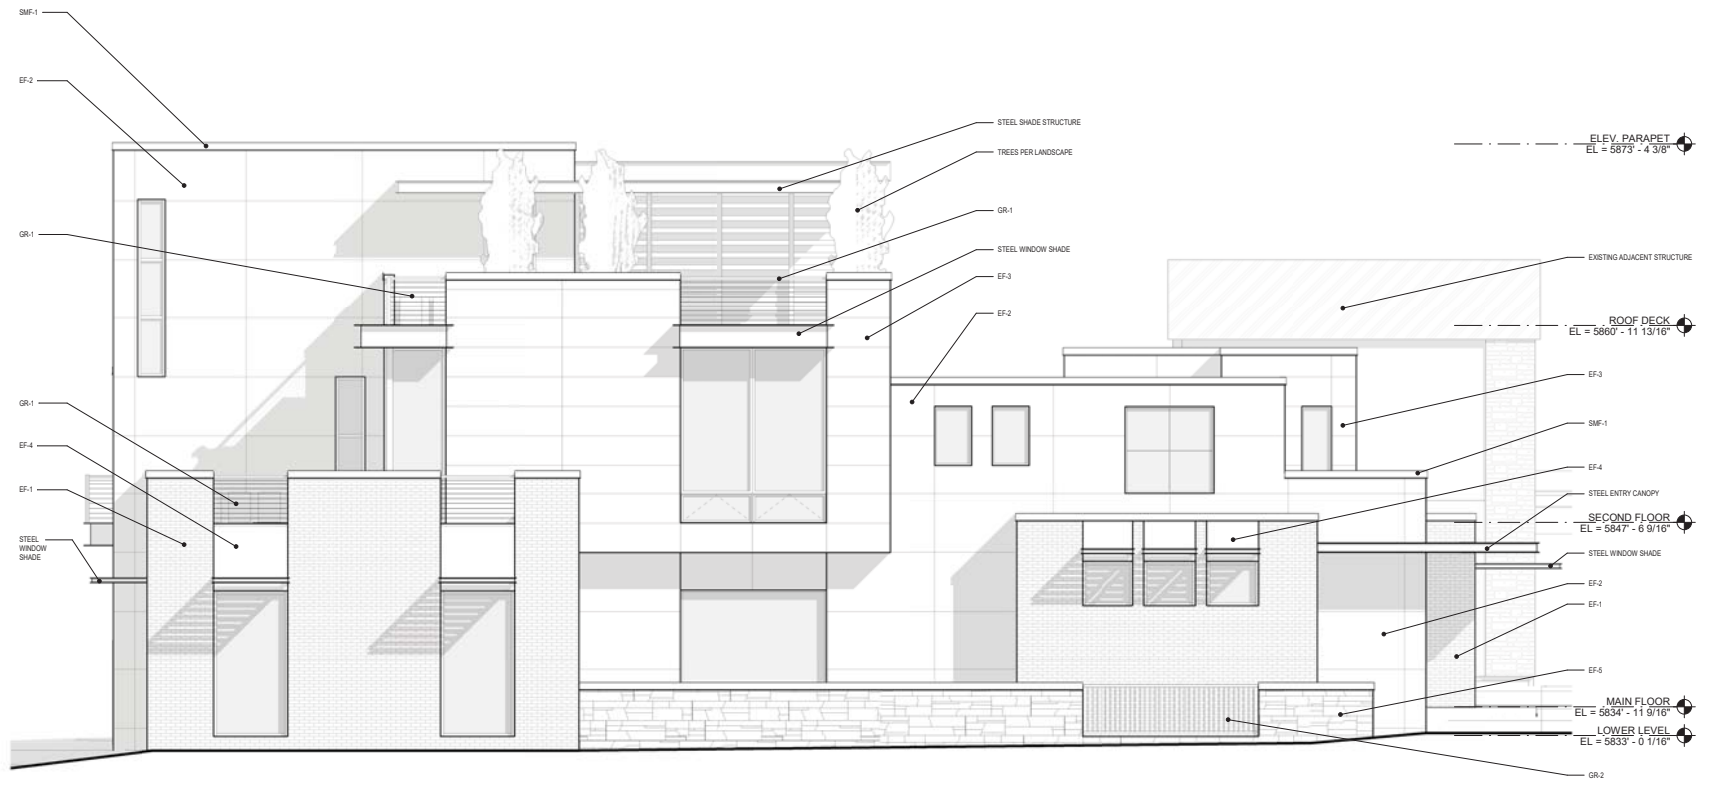 SMF-1
EF-2
GR-1
GR-1
EF-4
EF-1
STEEL
WINDOW
SHADE
STEEL SHADE STRUCTURE
TREES PER LANDSCAPE
GR-1
STEEL WINDOW SHADE
EF-3
EF-2
ELEV. PARAPET
EL = 5873' - 4 3/8"
EXISTING ADJACENT STRUCTURE
ROOF DECK
EL = 5860' - 11 13/16"
EF-3
SMF-1
EF-4
STEEL ENTRY CANOPY
SECOND FLOOR
EL = 5847' - 6 9/16"
STEEL WINDOW SHADE
EF-2
EF-1
EF-5
MAIN FLOOR
EL = 5834' - 11 9/16"
LOWER LEVEL
EL = 5833' - 0 1/16"
GR-2